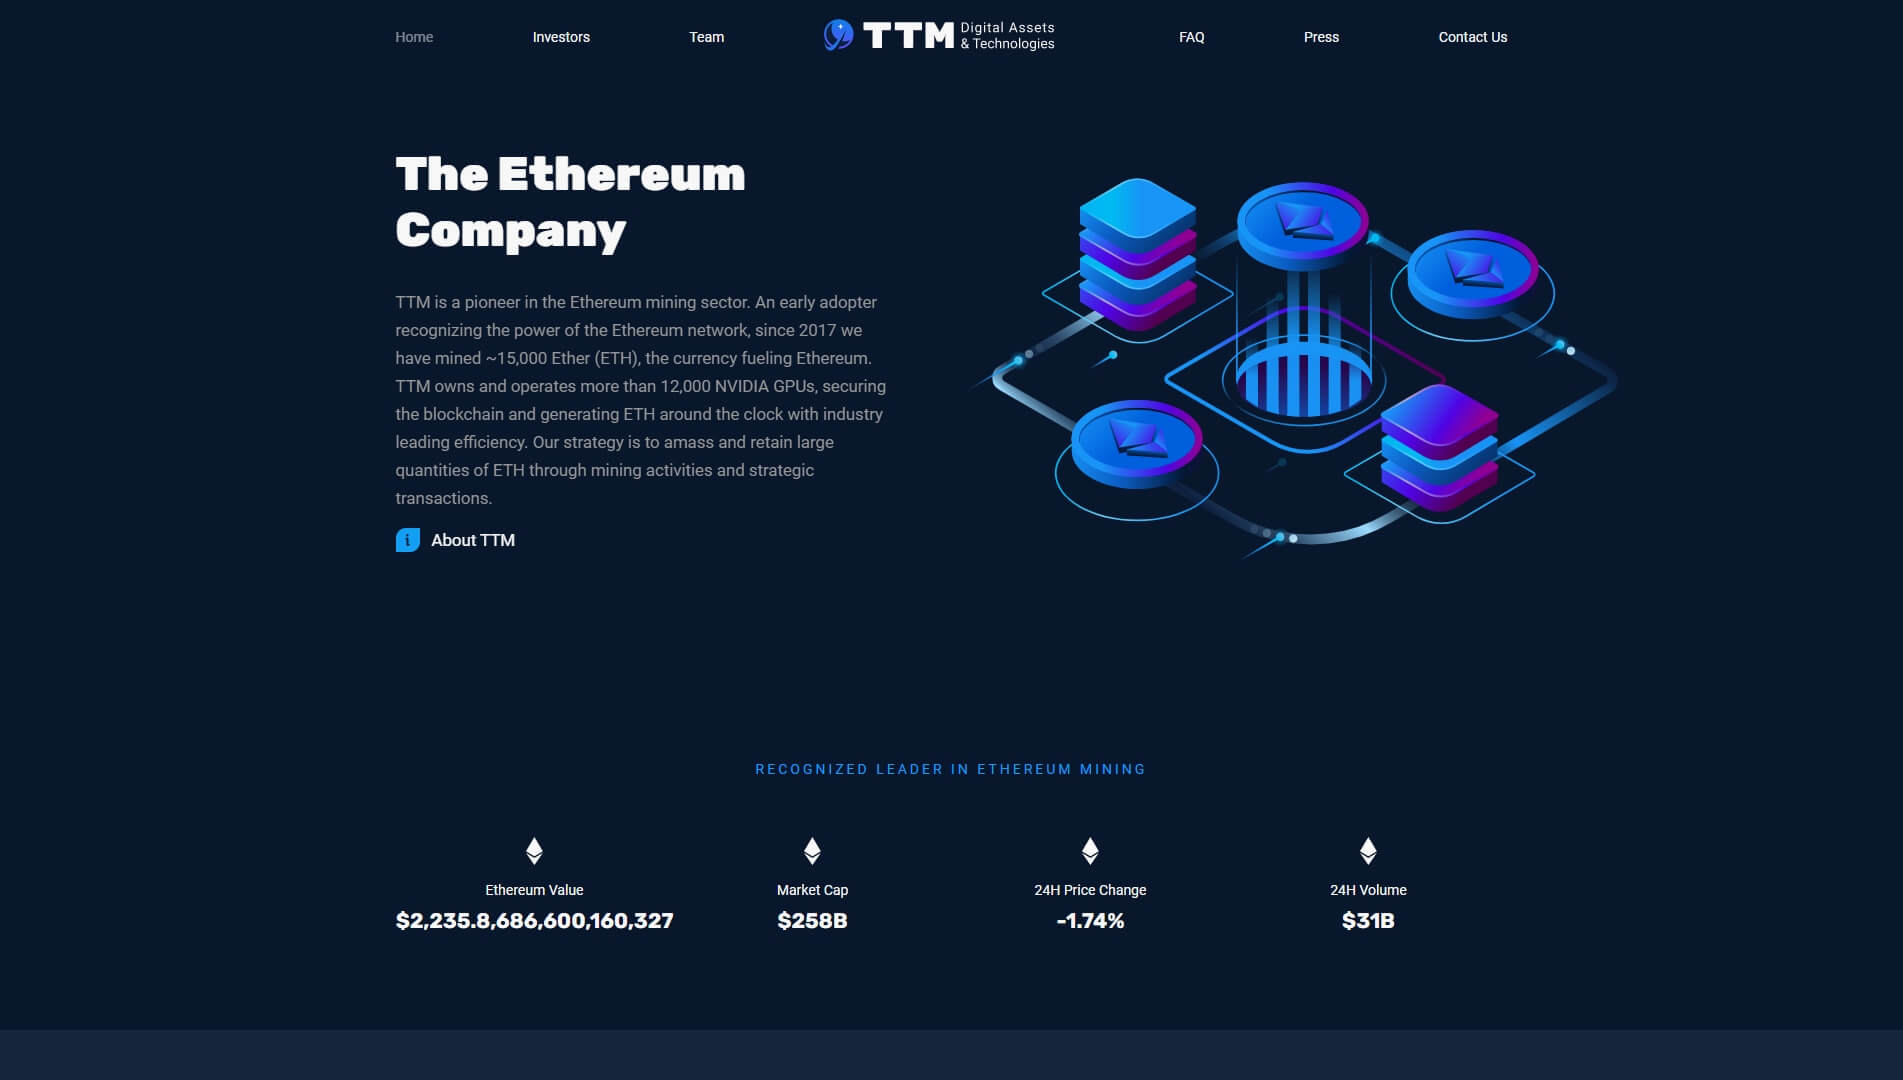 Home
Investors
Team
TTM
Digital Assets
& Technologies
FAQ
Press
Contact Us
The Ethereum
Company
TTM is a pioneer in the Ethereum mining sector. An early adopter
recognizing the power of the Ethereum network, since 2017 we
have mined ~15,000 Ether (ETH), the currency fueling Ethereum.
TTM owns and operates more than 12,000 NVIDIA GPUs, securing
the blockchain and generating ETH around the clock with industry
leading efficiency. Our strategy is to amass and retain large
quantities of ETH through mining activities and strategic
transactions.
i About TTM
RECOGNIZED LEADER IN ETHEREUM MINING
Ethereum Value
$2,235.8,686,600,160,327
Market Cap
$258B
24H Price Change
-1.74%
24H Volume
$31B